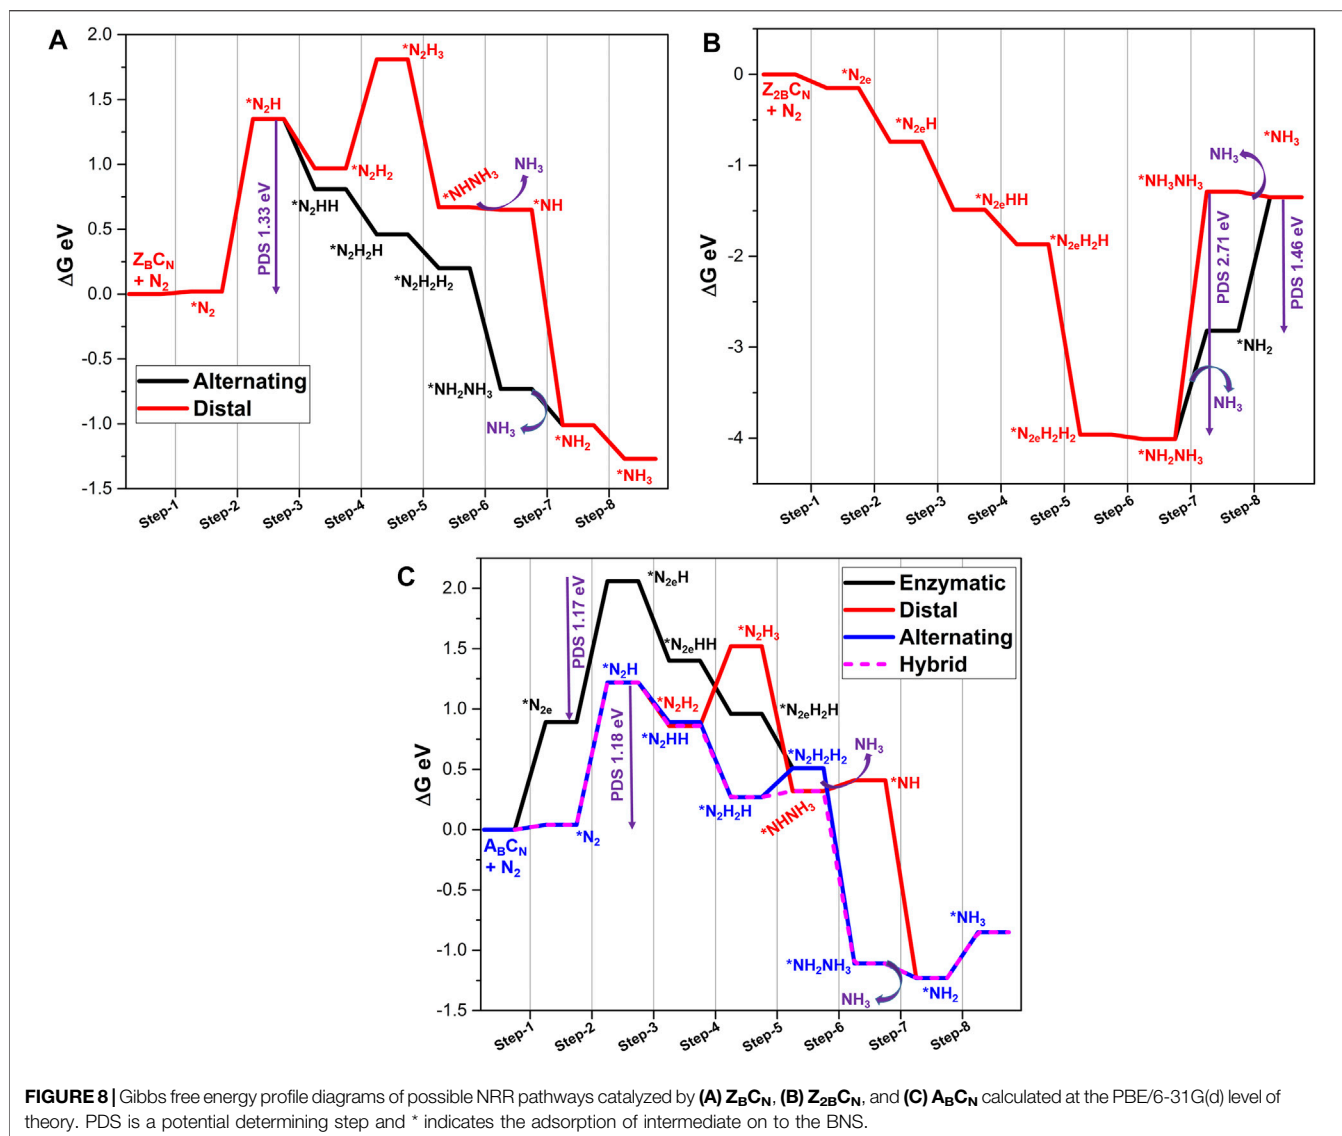 A
2.0
1.5
1.0
0.5
0.0
-0.5
-1.0
-1.5
ΔG eV
Z_BC_N
+ N₂
*N₂
*N₂H
PDS 1.33 eV
*N₂HH
*N₂H₂
*N₂H₂H
*N₂H₃
*N₂H₂H₂
*NHNH₃
NH₃
*NH
*NH₂NH₃
NH₃
*NH₂
*NH₃
Alternating
Distal
Step-1
Step-2
Step-3
Step-4
Step-5
Step-6
Step-7
Step-8
B
0
-1
-2
-3
-4
ΔG eV
Z_2BC_N
+ N₂
*N₂ₑ
*N₂ₑH
*N₂ₑHH
*N₂ₑH₂H
*N₂ₑH₂H₂
*NH₂NH₃
*NH₃NH₃
NH₃
*NH₃
PDS 2.71 eV
PDS 1.46 eV
*NH₂
NH₃
Step-1
Step-2
Step-3
Step-4
Step-5
Step-6
Step-7
Step-8
C
2.0
1.5
1.0
0.5
0.0
-0.5
-1.0
-1.5
ΔG eV
A_BC_N
+ N₂
*N₂ₑ
PDS 1.17 eV
*N₂ₑH
*N₂ₑHH
*N₂H₃
*N₂H
*N₂H₂
*N₂HH
*N₂ₑH₂H
PDS 1.18 eV
*N₂
*N₂H₂H
*N₂H₂H₂
*NHNH₃
NH₃
*NH
*NH₂NH₃
NH₃
*NH₂
*NH₃
Enzymatic
Distal
Alternating
Hybrid
Step-1
Step-2
Step-3
Step-4
Step-5
Step-6
Step-7
Step-8
FIGURE 8 | Gibbs free energy profile diagrams of possible NRR pathways catalyzed by (A) Z_BC_N, (B) Z_2BC_N, and (C) A_BC_N calculated at the PBE/6-31G(d) level of
theory. PDS is a potential determining step and * indicates the adsorption of intermediate on to the BNS.